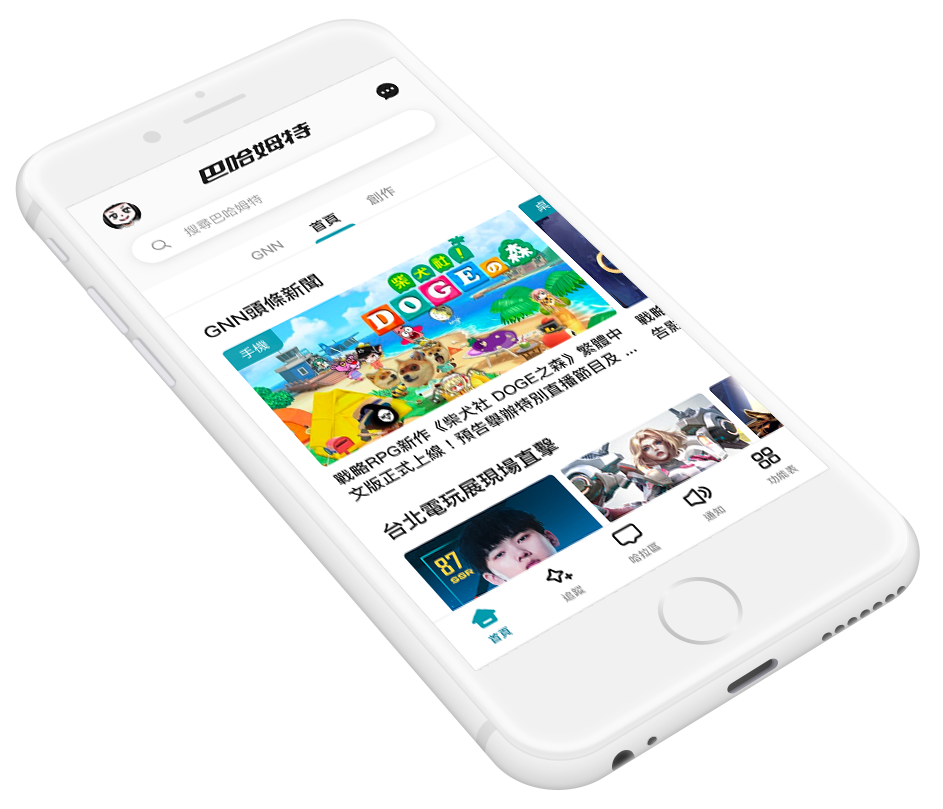 巴哈姆特
搜尋巴哈姆特
GNN
首頁
創作
GNN頭條新聞
手機
柴犬社!
DOGEの森
戰略RPG新作《柴犬社 DOGE之森》繁體中
文版正式上線！預告舉辦特別直播節目及 ...
桌
戰略
告影
台北電玩展現場直擊
87
SSR
首頁
追蹤
哈拉區
通知
功能表